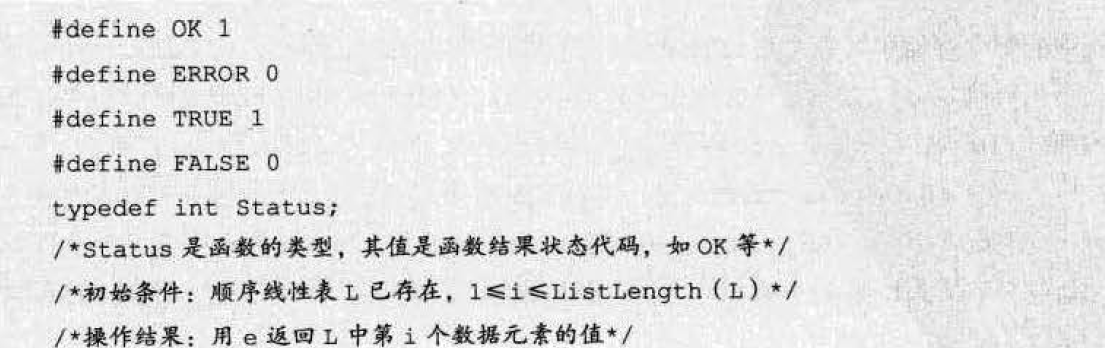 #define OK 1
#define ERROR 0
#define TRUE 1
#define FALSE 0
typedef int Status;
/*Status 是函数的类型，其值是函数结果状态代码，如 OK 等*/
/*初始条件：顺序线性表 L 已存在，1≤i≤ListLength（L）*/
/*操作结果：用 e 返回 L 中第 i 个数据元素的值*/